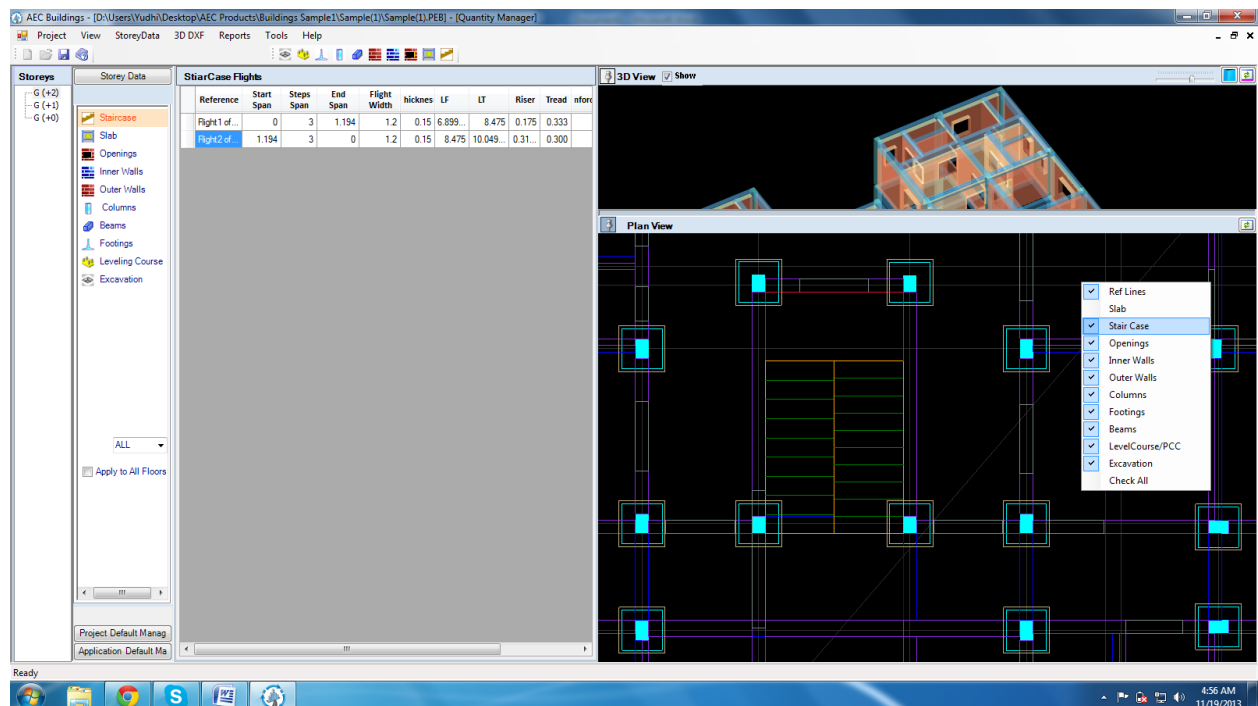 AEC Buildings - [D:\Users\Yudhi\Desktop\AEC Products\Buildings Sample1\Sample(1)\Sample(1).PEB] - [Quantity Manager]
Project View StoreyData 3D DXF Reports Tools Help
Storeys
G (+2)
G (+1)
G (+0)
Storey Data
Staircase
Slab
Openings
Inner Walls
Outer Walls
Columns
Beams
Footings
Leveling Course
Excavation
ALL
Apply to All Floors
Project Default Manag
Application Default Ma
StiarCase Flights
Reference Start Span Steps Span End Span Flight Width hicknes LF LT Riser Tread nforc
Flight1 of... 0 3 1.194 1.2 0.15 6.899... 8.475 0.175 0.333
Flight2 of... 1.194 3 0 1.2 0.15 8.475 10.049... 0.31... 0.300
3D View Show
Plan View
Ref Lines
Slab
Stair Case
Openings
Inner Walls
Outer Walls
Columns
Footings
Beams
LevelCourse/PCC
Excavation
Check All
Ready
4:56 AM
11/19/2013